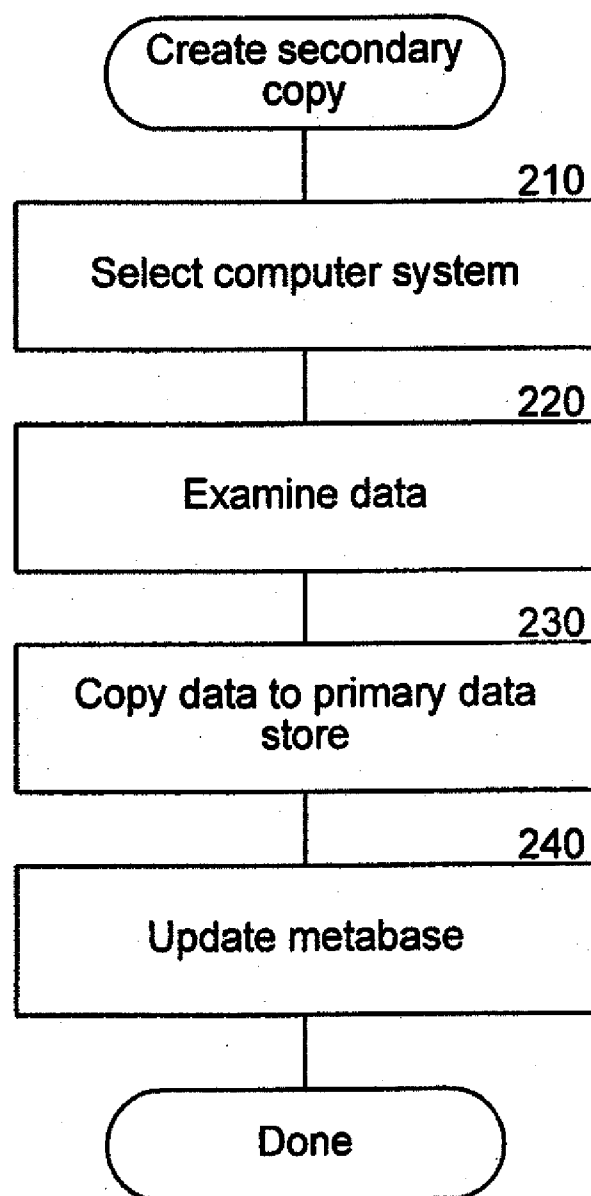 Create secondary
copy
210
Select computer system
220
Examine data
230
Copy data to primary data
store
240
Update metabase
Done